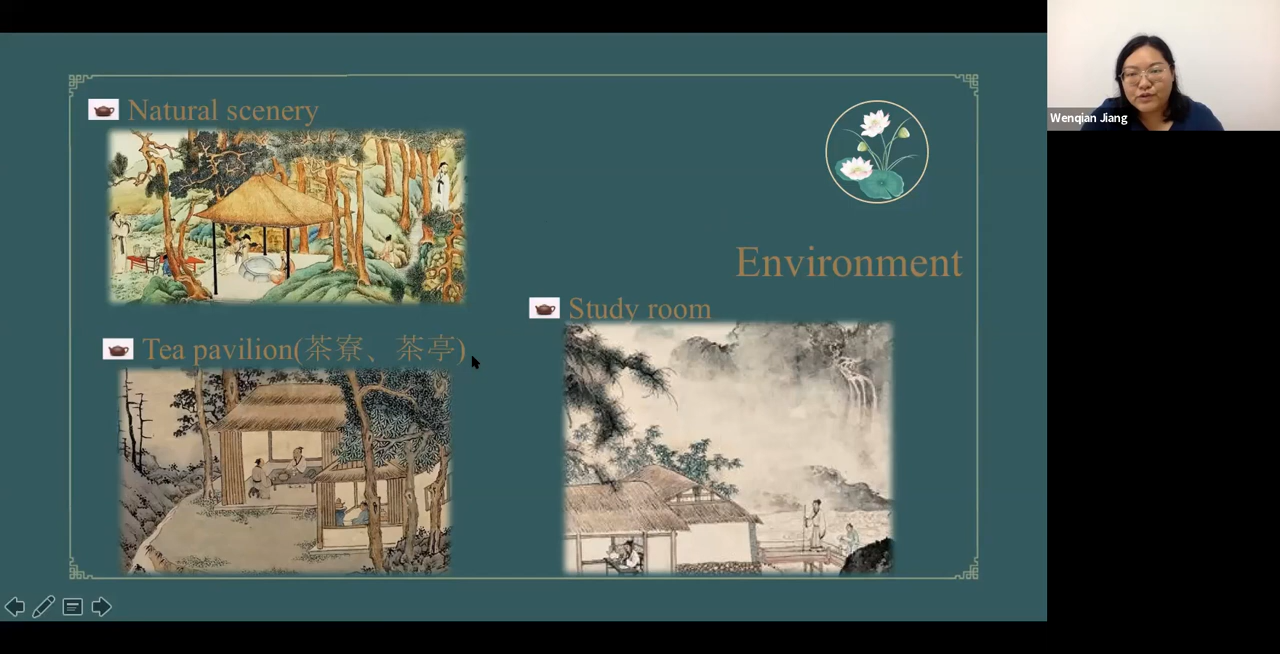 Natural scenery
Wenqian Jiang
Environment
Study room
Tea pavilion(茶寮、茶亭)